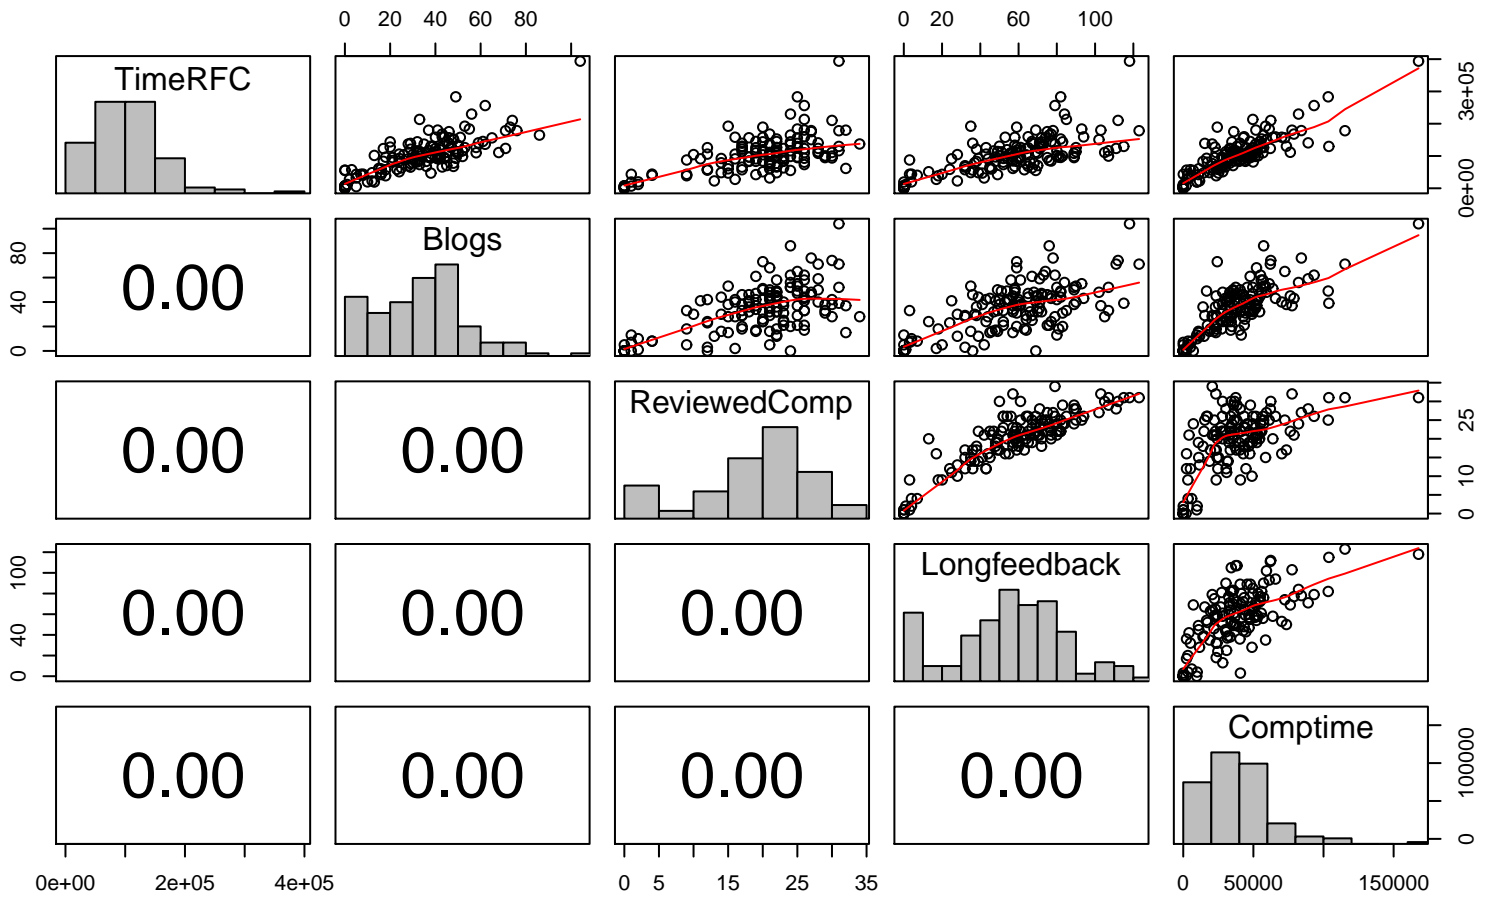 0 20 40 60 80 0 20 60 100
TimeRFC
0e+00 3e+05
0 40 80
0.00
Blogs
0.00 0.00
ReviewedComp
0 10 25
0 40 100
0.00 0.00 0.00
Longfeedback
0.00 0.00 0.00 0.00
Comptime
0 100000
0e+00 2e+05 4e+05 0 5 15 25 35 0 50000 150000